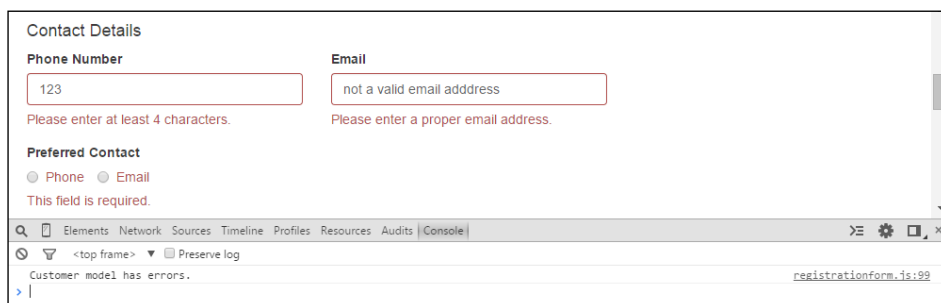 Contact Details
Phone Number Email
123 not a valid email adddress
Please enter at least 4 characters. Please enter a proper email address.
Preferred Contact
Phone Email
This field is required.
Elements Network Sources Timeline Profiles Resources Audits Console
<top frame> ▼ Preserve log
Customer model has errors. registrationform.js:99
>